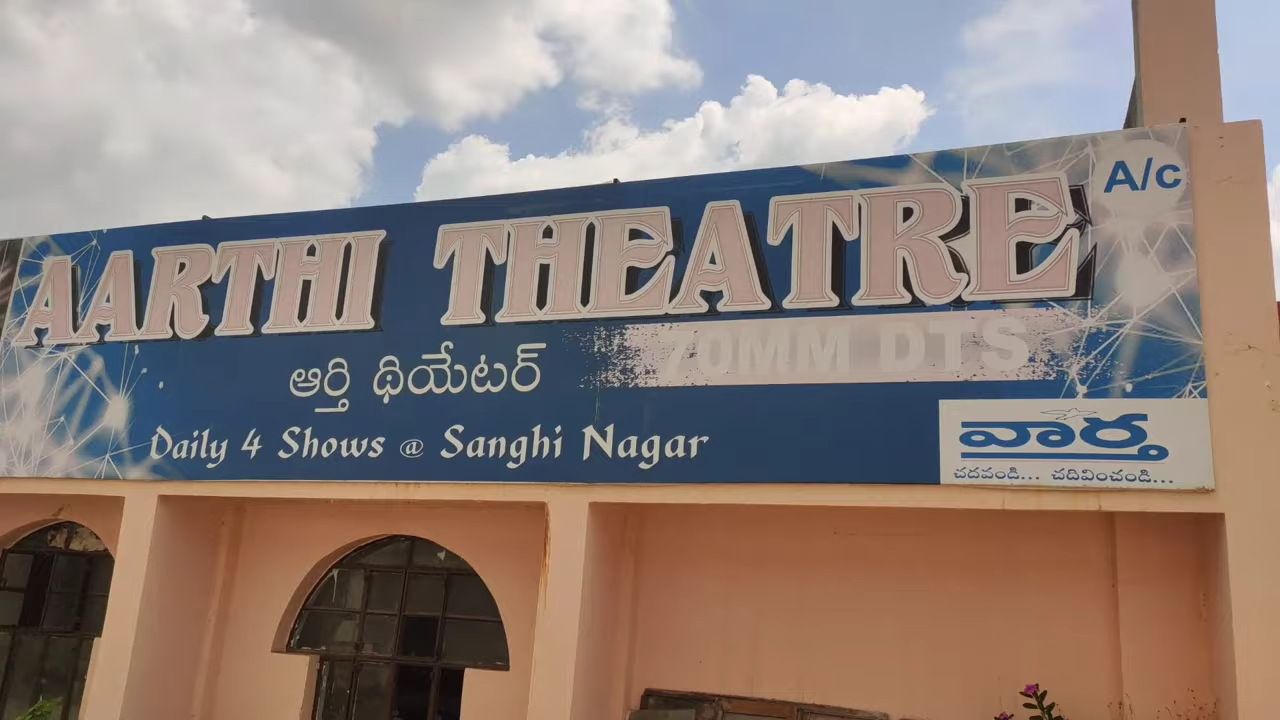 A/c
AARTHI THEATRE
70MM DTS
ఆర్తి థియేటర్
Daily 4 Shows @ Sanghi Nagar
వార్త
చదవండి... చదివించండి...